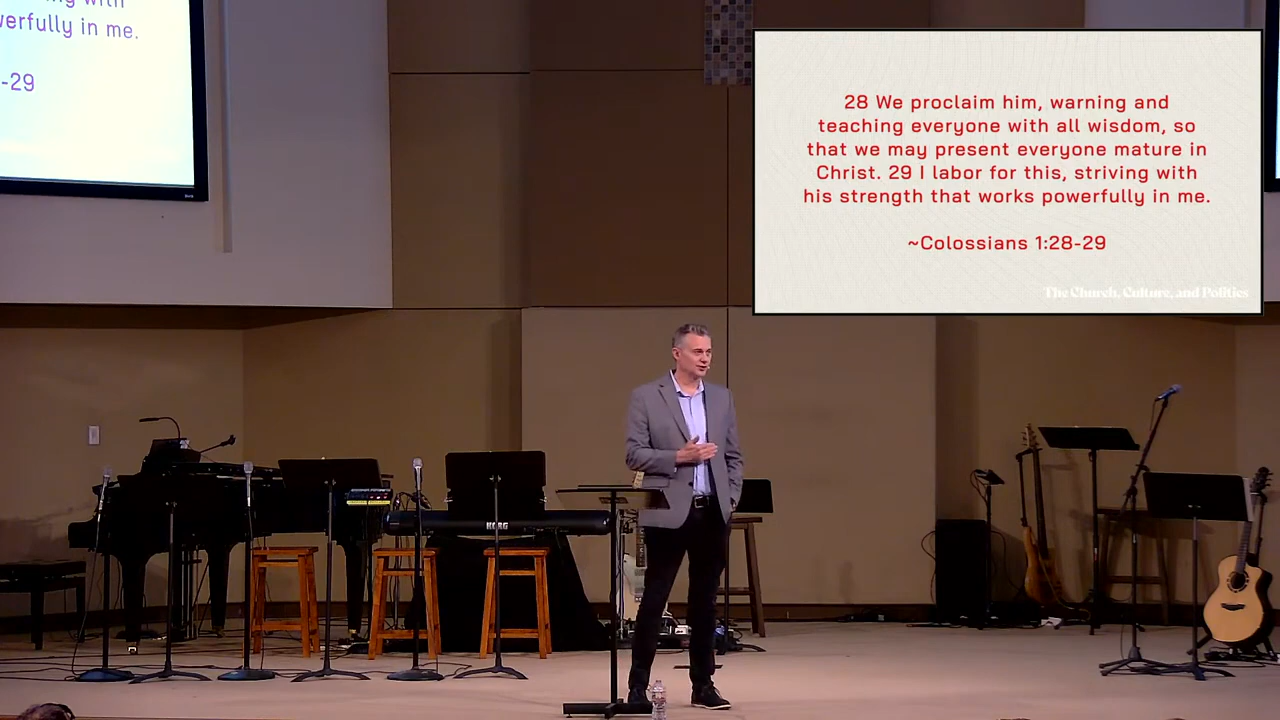 erfully in me.
-29
28 We proclaim him, warning and
teaching everyone with all wisdom, so
that we may present everyone mature in
Christ. 29 I labor for this, striving with
his strength that works powerfully in me.
~Colossians 1:28-29
The Church, Culture, and Politics
KORG